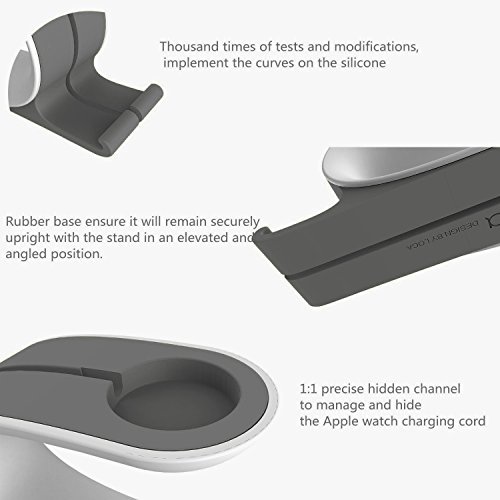 Thousand times of tests and modifications,
implement the curves on the silicone
Rubber base ensure it will remain securely
upright with the stand in an elevated and
angled position.
DESIGN BY LOCA
1:1 precise hidden channel
to manage and hide
the Apple watch charging cord